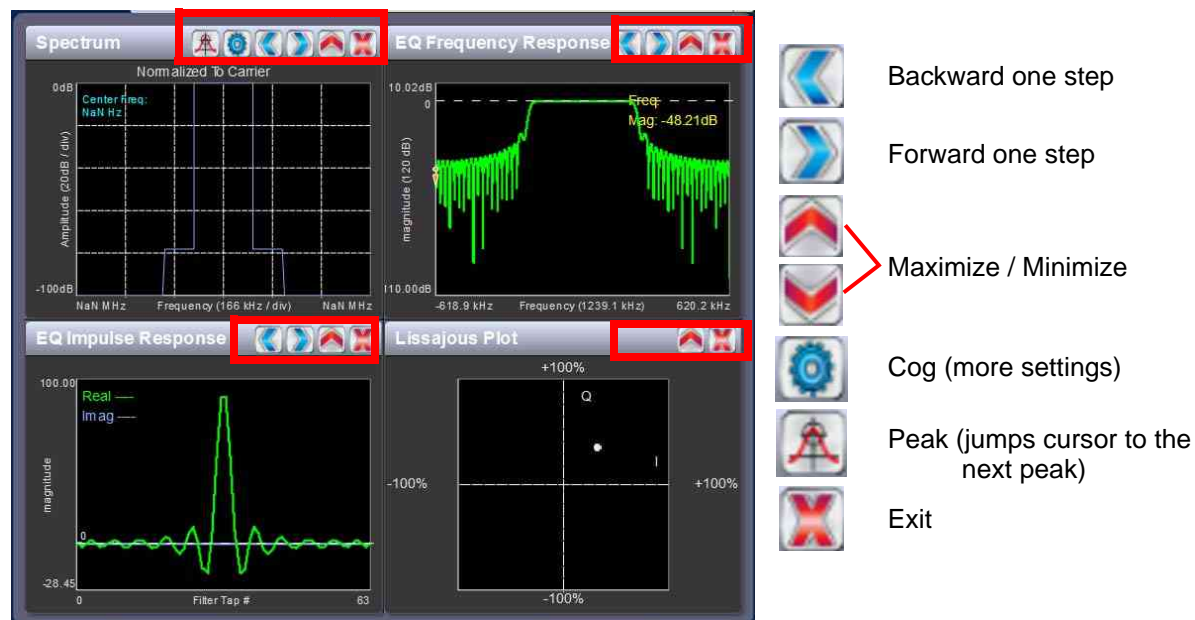 Spectrum
Normalized To Carrier
0dB
Center Freq:
NaN Hz
Amplitude (20dB / div)
-100dB
NaN MHz
Frequency (166 kHz / div)
NaN MHz
EQ Frequency Response
10.02dB
0
Freq:
Mag: -48.21dB
magnitude (120 dB)
110.00dB
-618.9 kHz
Frequency (1239.1 kHz)
620.2 kHz
EQ Impulse Response
100.00
Real ----
Imag ----
magnitude
0
-28.45
0
Filter Tap #
63
Lissajous Plot
+100%
Q
I
-100%
+100%
-100%
Backward one step
Forward one step
Maximize / Minimize
Cog (more settings)
Peak (jumps cursor to the
next peak)
Exit